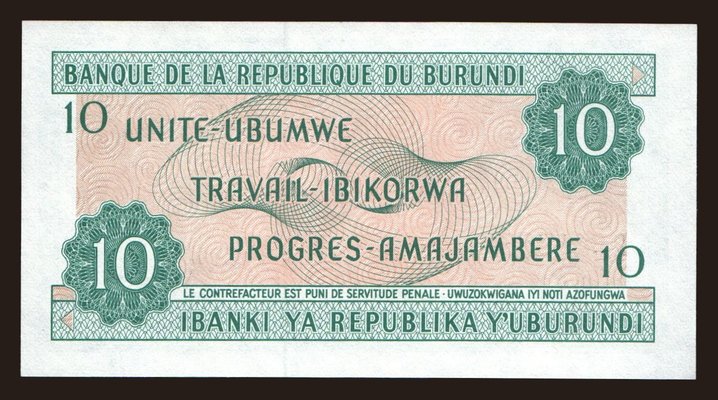 BANQUE DE LA REPUBLIQUE DU BURUNDI
10
10
UNITE-UBUMWE
TRAVAIL-IBIKORWA
PROGRES-AMAJAMBERE
10
10
LE CONTREFACTEUR EST PUNI DE SERVITUDE PENALE · UWUZOKWIGANA IYI NOTI AZOFUNGWA
IBANKI YA REPUBLIKA Y'UBURUNDI